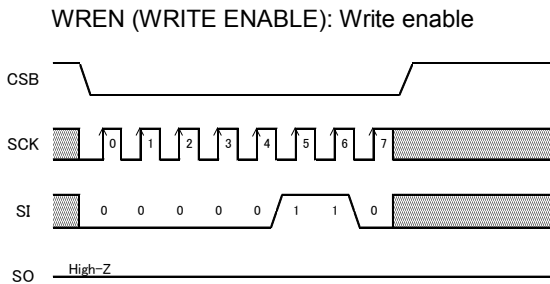 WREN (WRITE ENABLE): Write enable
CSB
SCK
0 1 2 3 4 5 6 7
SI
0 0 0 0 0 1 1 0
SO
High-Z